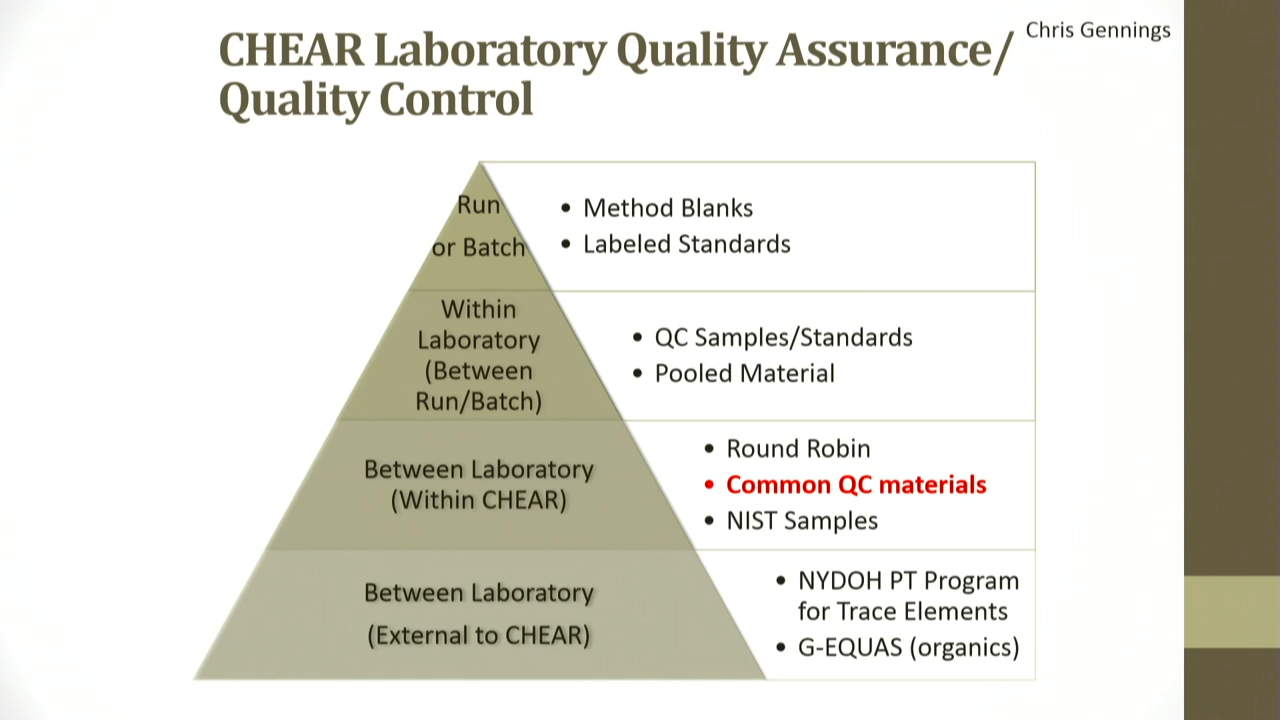 Chris Gennings
CHEAR Laboratory Quality Assurance/
Quality Control
Run
or Batch
• Method Blanks
• Labeled Standards
Within
Laboratory
(Between
Run/Batch)
• QC Samples/Standards
• Pooled Material
Between Laboratory
(Within CHEAR)
• Round Robin
• Common QC materials
• NIST Samples
Between Laboratory
(External to CHEAR)
• NYDOH PT Program
for Trace Elements
• G-EQUAS (organics)